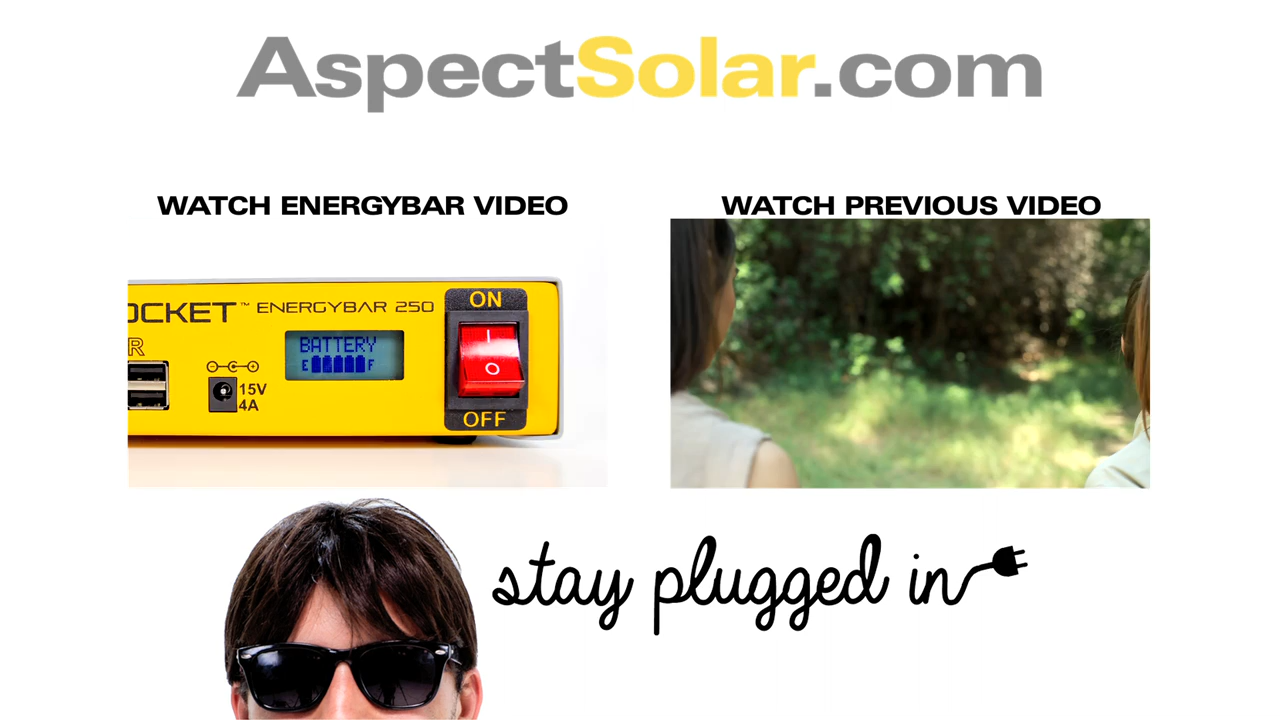 AspectSolar.com
WATCH ENERGYBAR VIDEO
WATCH PREVIOUS VIDEO
OCKET™ ENERGYBAR 250
ON
R
BATTERY
E F
15V
4A
I
O
OFF
stay plugged in